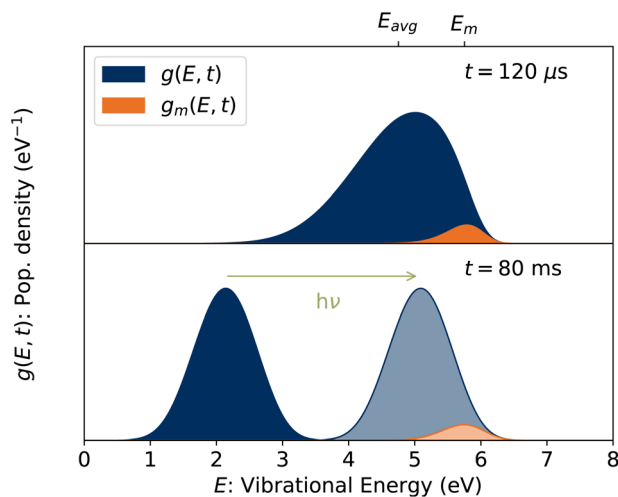 E_avg E_m
g(E, t)
g_m(E, t)
t = 120 μs
t = 80 ms
hν
g(E, t): Pop. density (eV⁻¹)
0 1 2 3 4 5 6 7 8
E: Vibrational Energy (eV)